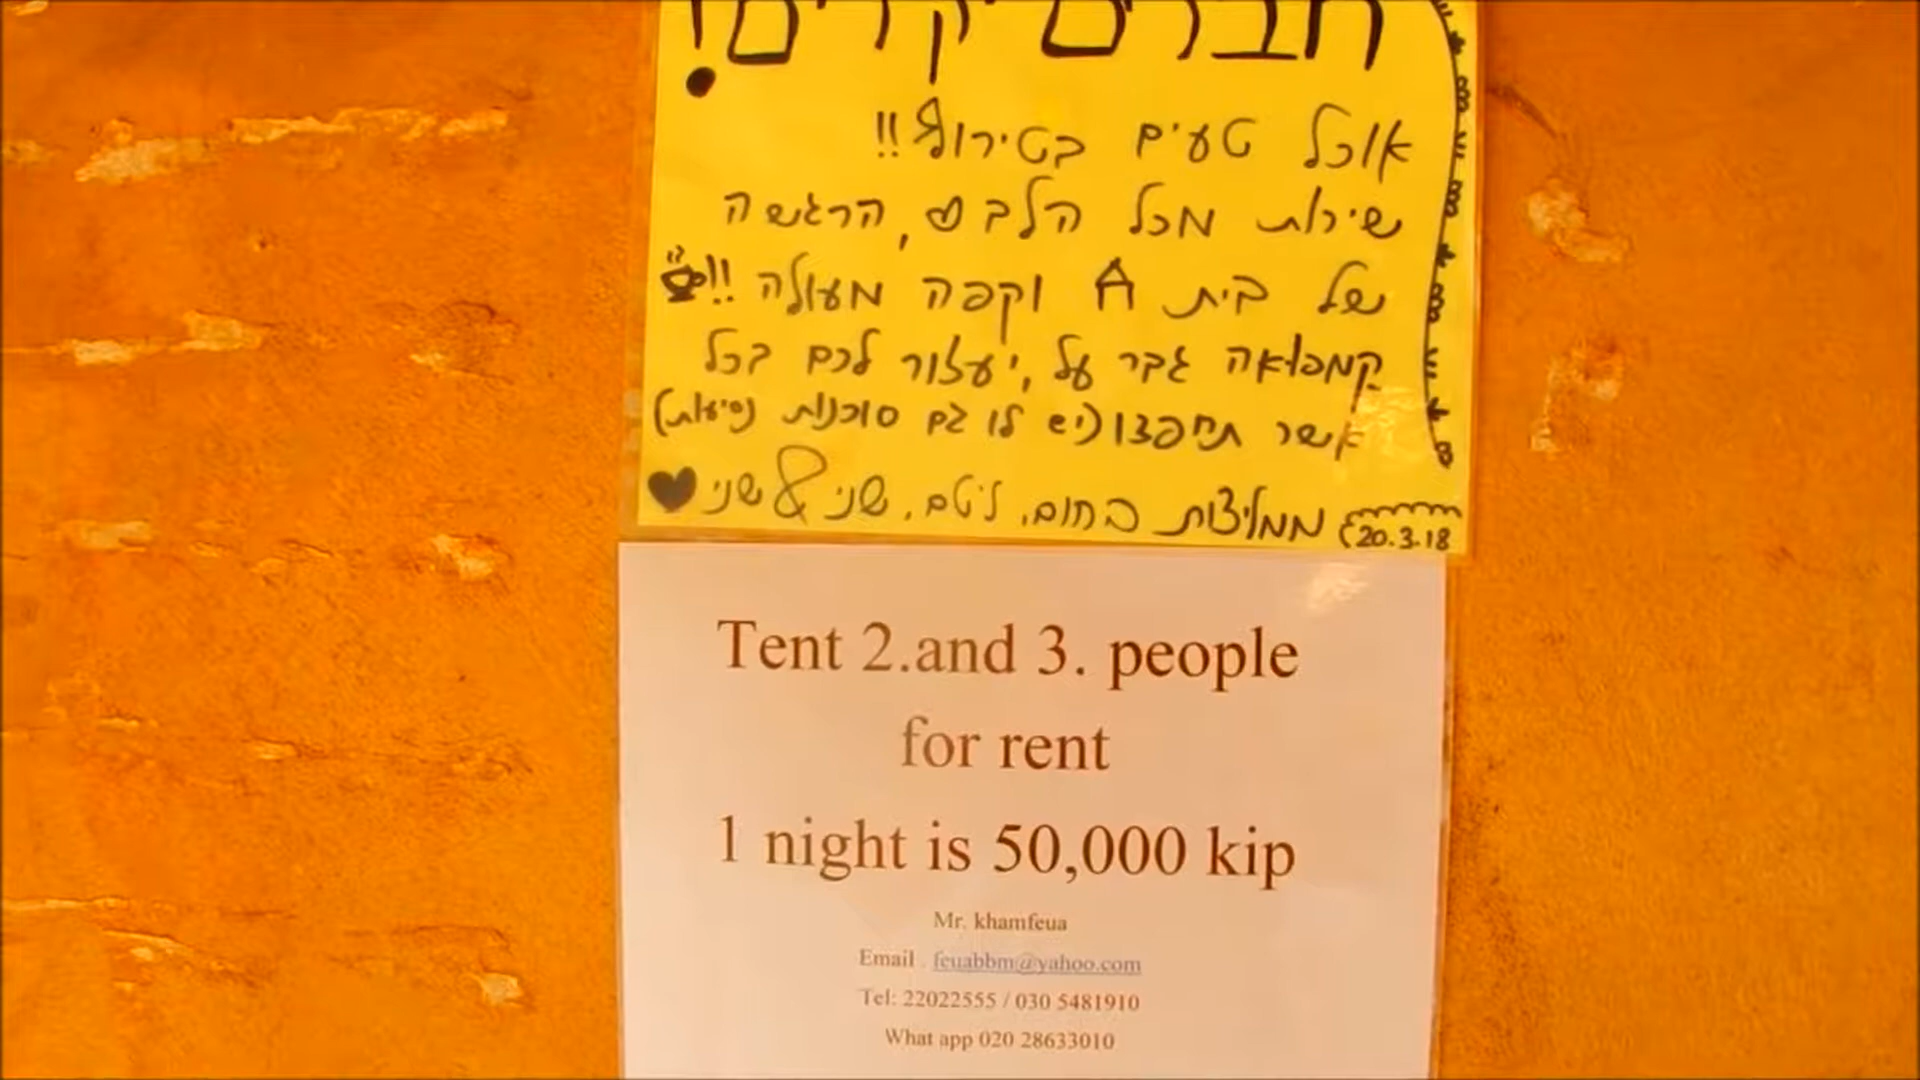 חברים יקרים!
אוכל טעים בטירוף!!
שירות מכל הלב, הרגשה
של בית וקפה מעולה!!
קמפואה גבר על, יעזור לכם בכל
אשר תחפצו (יש לו גם סוכנות נסיעות)
ממליצות בחום, ליטם, שני & שני
20.3.18
Tent 2.and 3. people
for rent
1 night is 50,000 kip
Mr. khamfeua
Email . feuabbm@yahoo.com
Tel: 22022555 / 030 5481910
What app 020 28633010